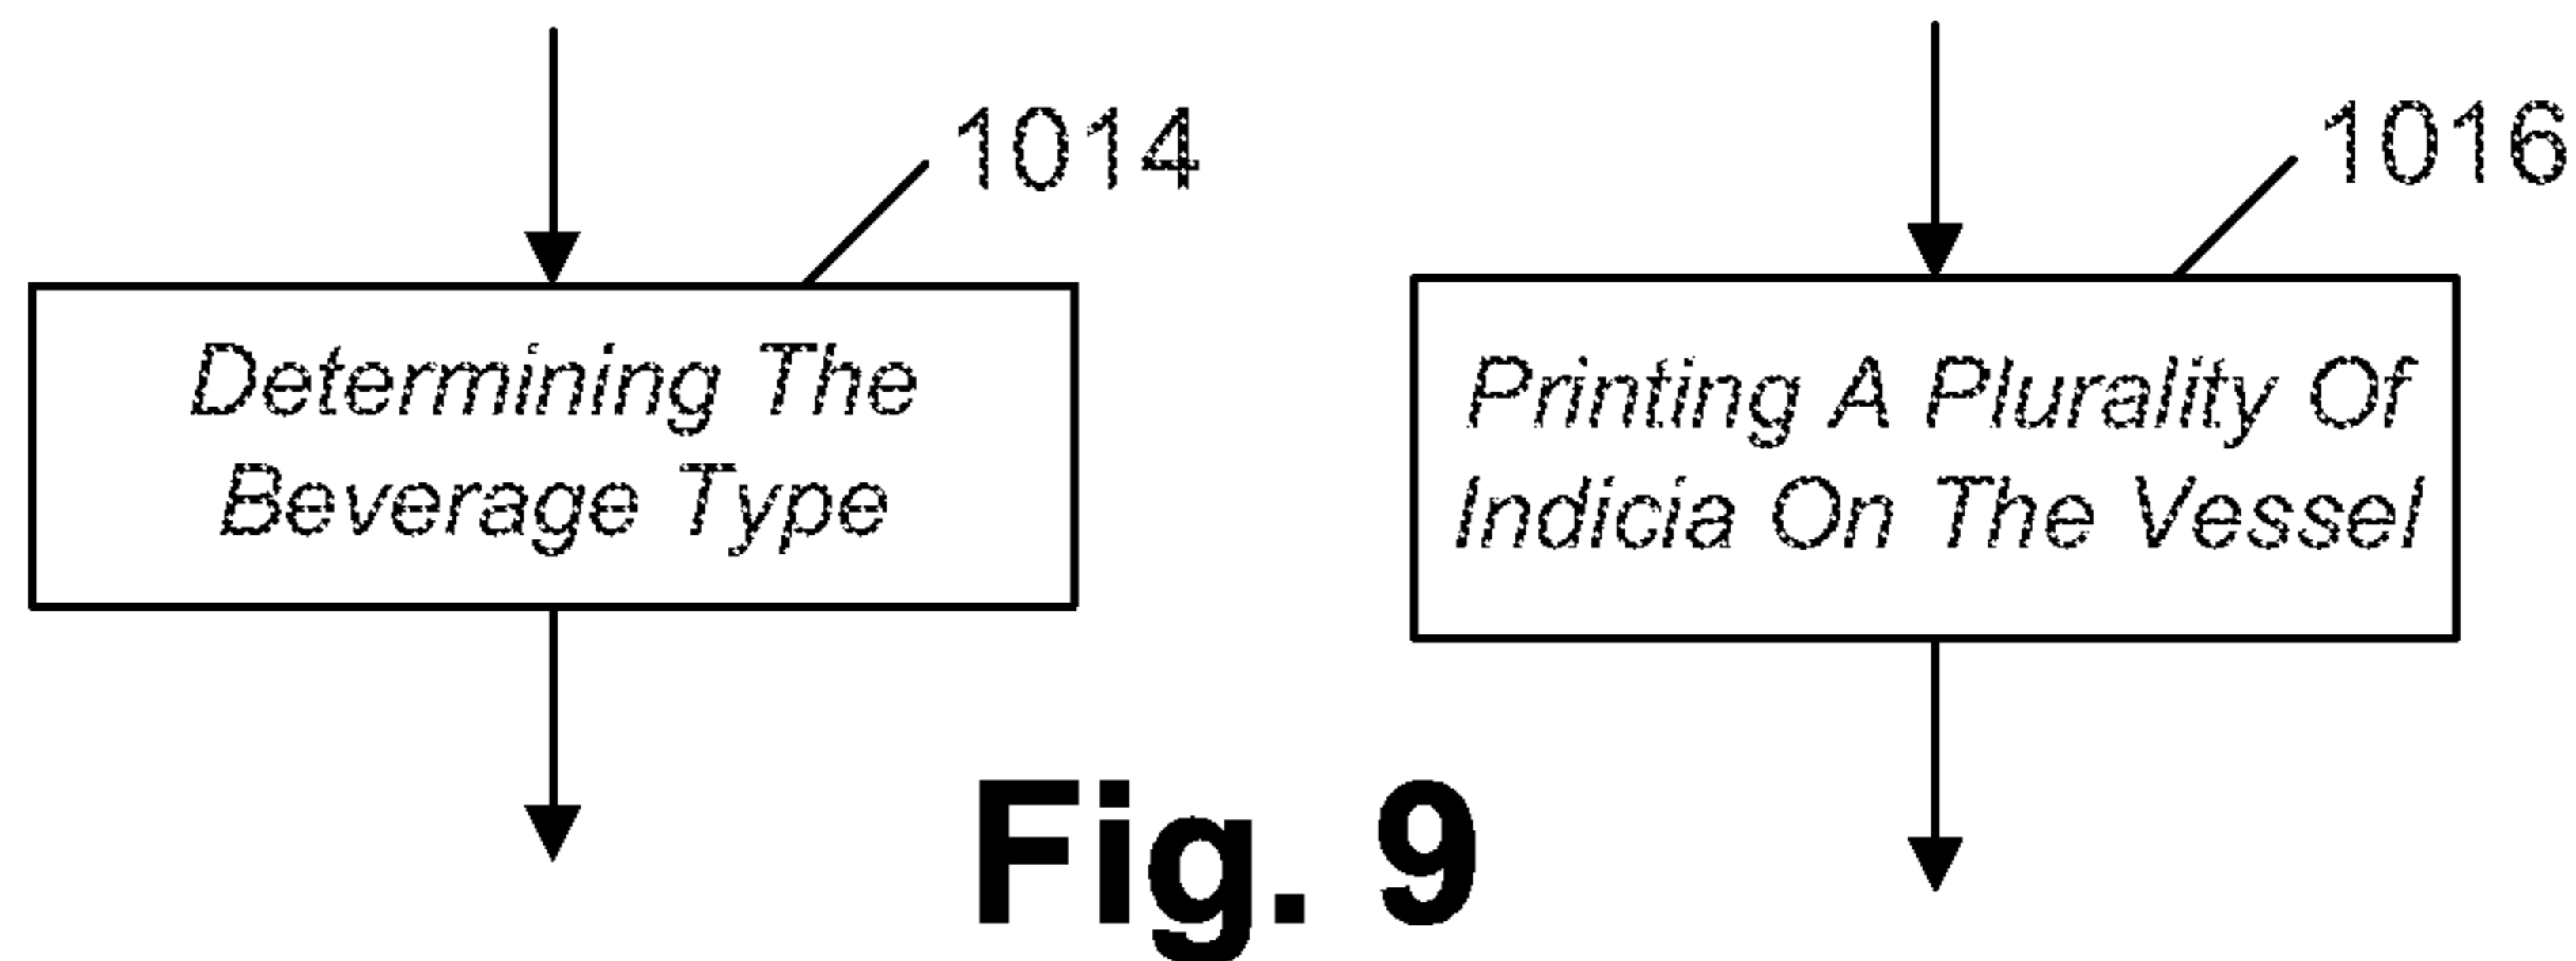 1014
Determining The
Beverage Type
1016
Printing A Plurality Of
Indicia On The Vessel
Fig. 9